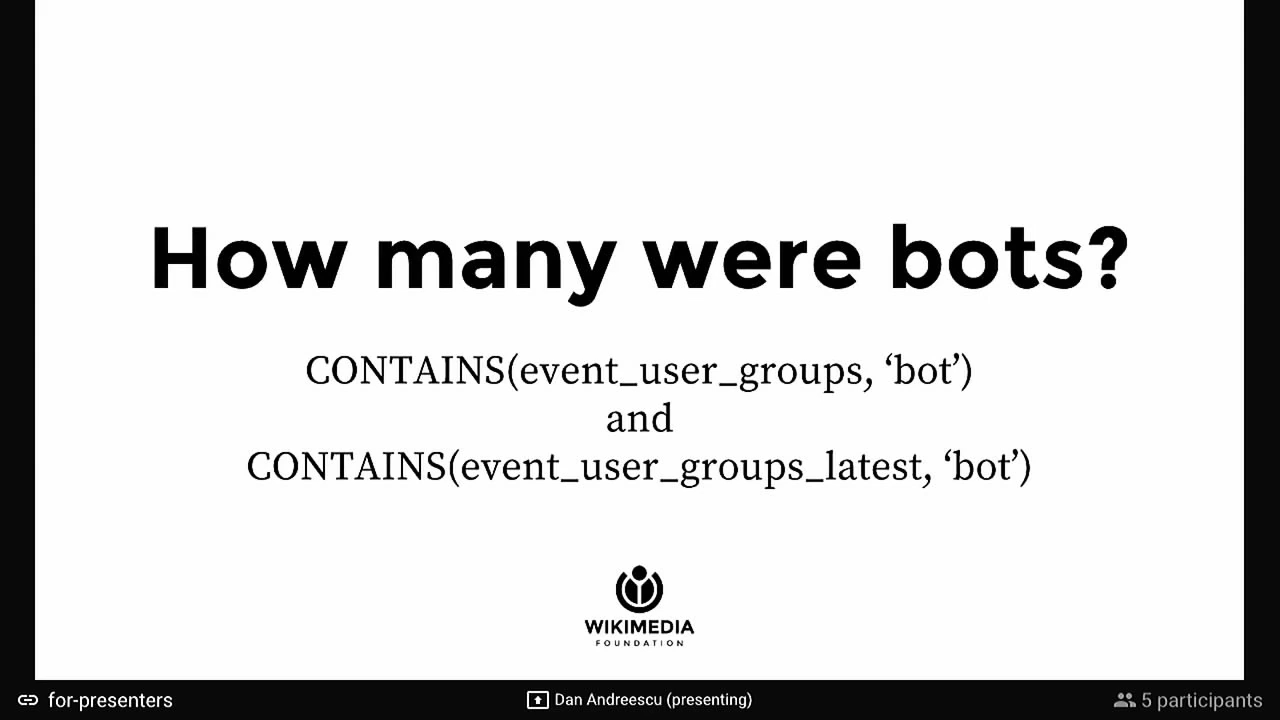 How many were bots?
CONTAINS(event_user_groups, ‘bot’)
and
CONTAINS(event_user_groups_latest, ‘bot’)
WIKIMEDIA
FOUNDATION
for-presenters
Dan Andreescu (presenting)
5 participants